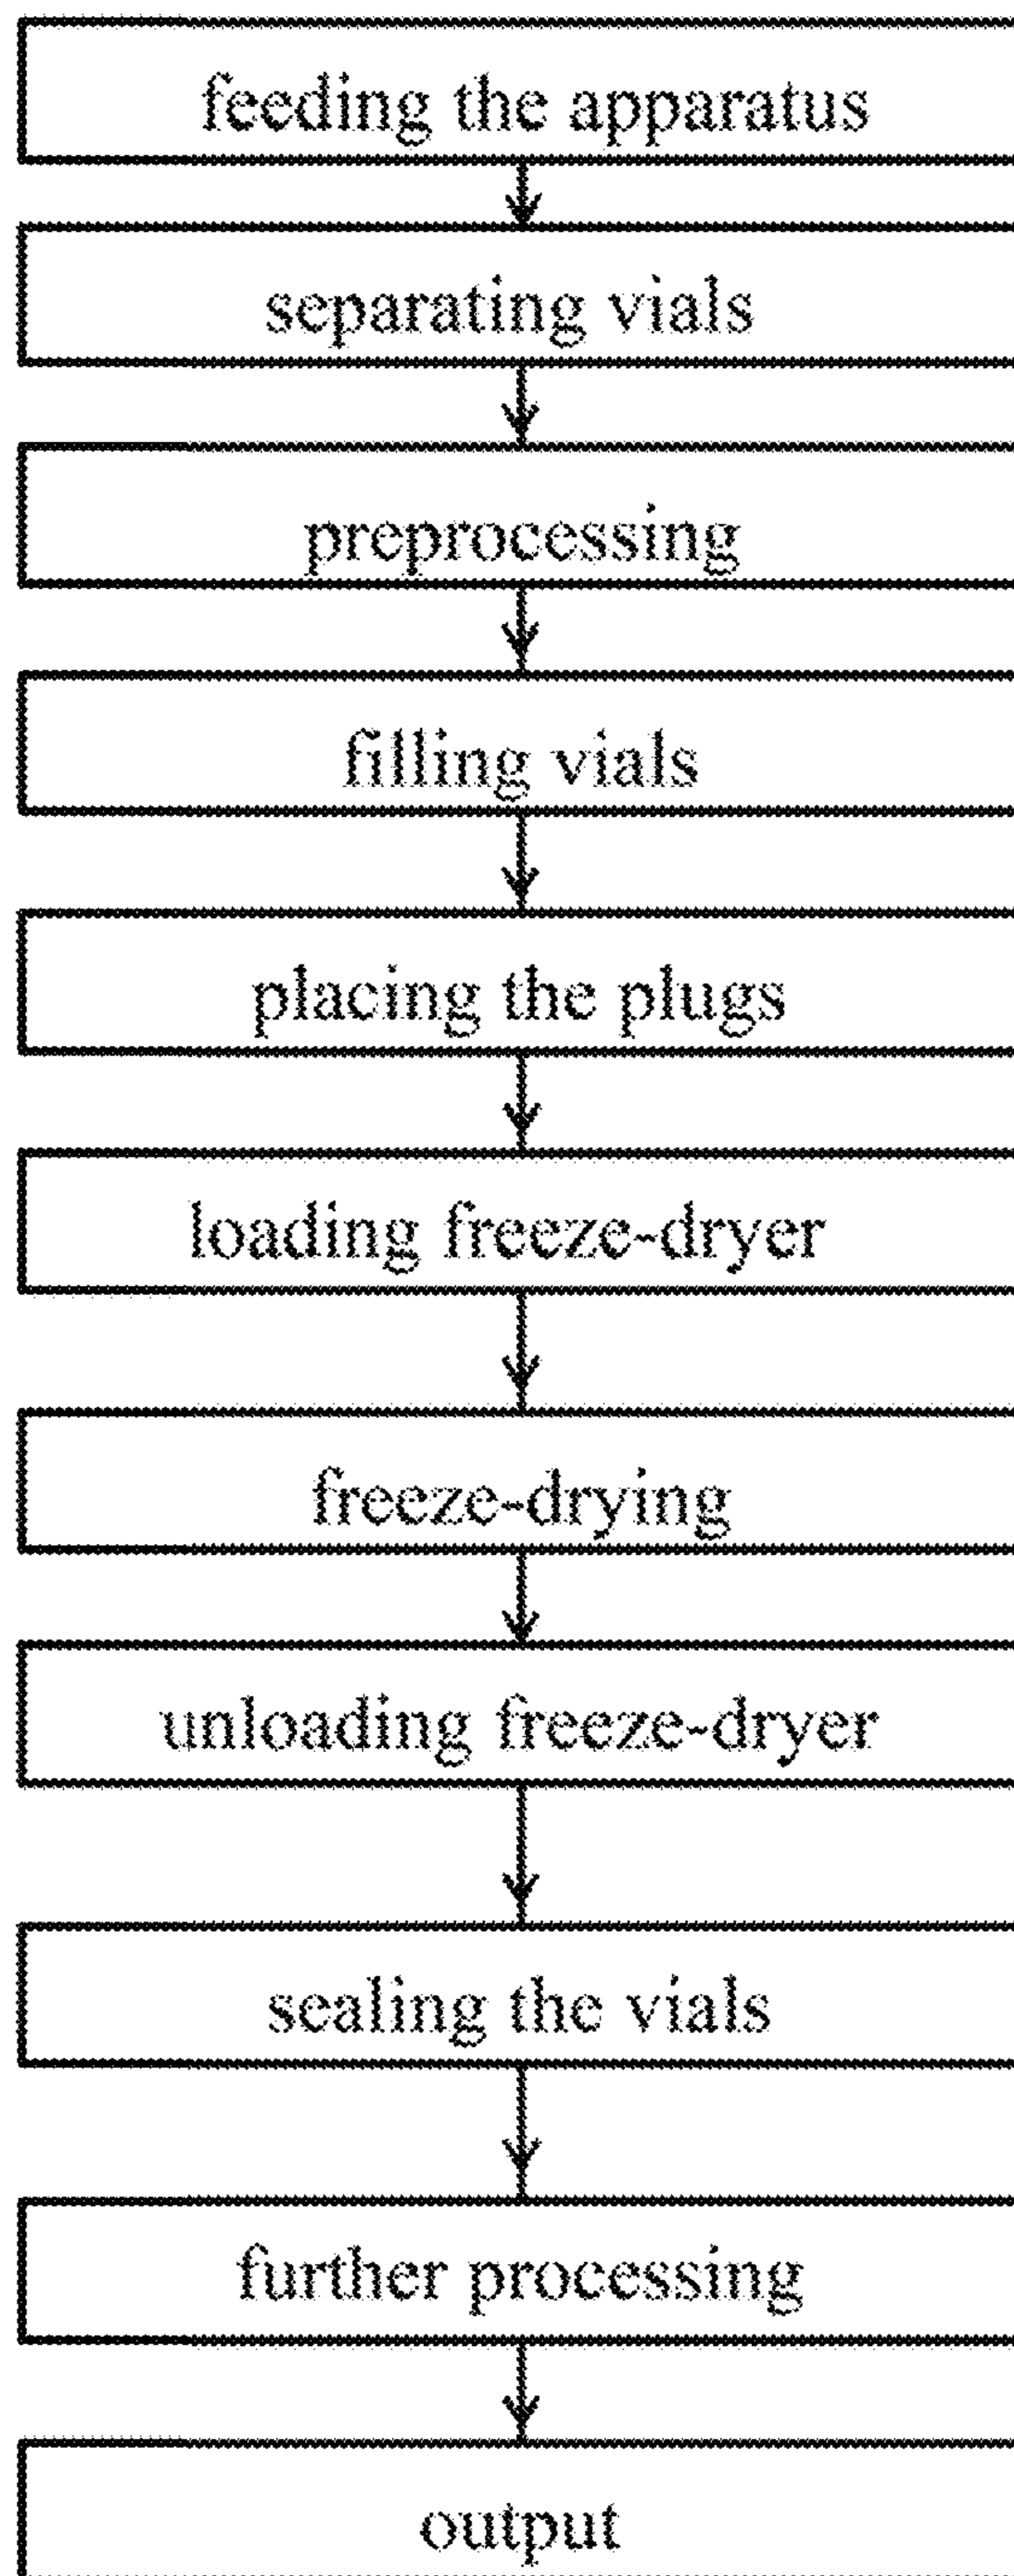 feeding the apparatus
separating vials
preprocessing
filling vials
placing the plugs
loading freeze-dryer
freeze-drying
unloading freeze-dryer
sealing the vials
further processing
output